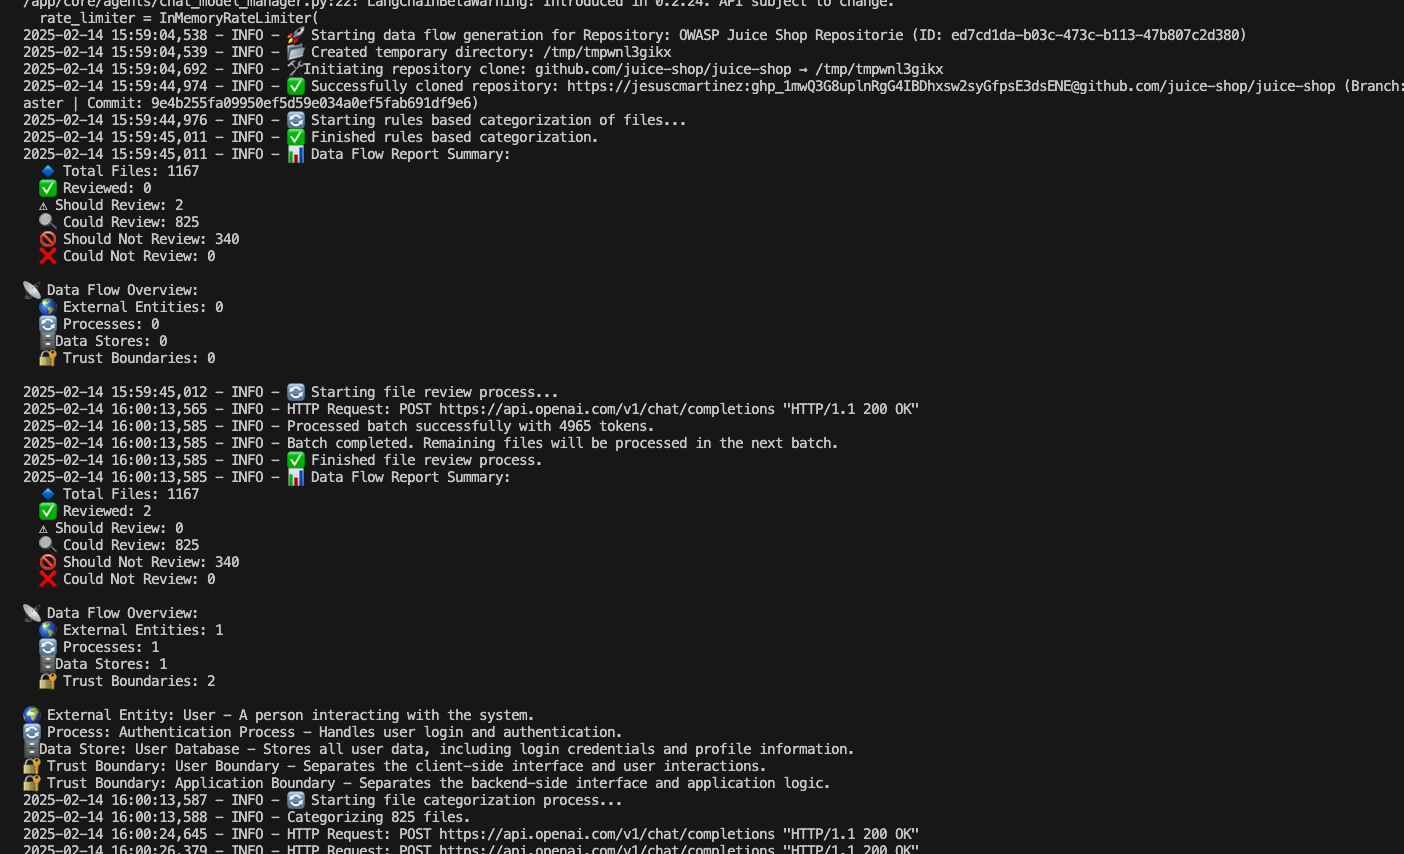 /app/core/agents/chat_model_manager.py:22: LangChainBetaWarning: Introduced in 0.2.24. API subject to change.
rate_limiter = InMemoryRateLimiter(
2025-02-14 15:59:04,538 - INFO - 🚀 Starting data flow generation for Repository: OWASP Juice Shop Repositorie (ID: ed7cd1da-b03c-473c-b113-47b807c2d380)
2025-02-14 15:59:04,539 - INFO - 📂 Created temporary directory: /tmp/tmpwnl3gikx
2025-02-14 15:59:04,692 - INFO - 🛠Initiating repository clone: github.com/juice-shop/juice-shop → /tmp/tmpwnl3gikx
2025-02-14 15:59:44,974 - INFO - ✅ Successfully cloned repository: https://jesuscmartinez: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@github.com/juice-shop/juice-shop (Branch:
aster | Commit: 9e4b255fa09950ef5d59e034a0ef5fab691df9e6)
2025-02-14 15:59:44,976 - INFO - 🔄 Starting rules based categorization of files...
2025-02-14 15:59:45,011 - INFO - ✅ Finished rules based categorization.
2025-02-14 15:59:45,011 - INFO - 📊 Data Flow Report Summary:
🔹 Total Files: 1167
✅ Reviewed: 0
⚠ Should Review: 2
🔍 Could Review: 825
🚫 Should Not Review: 340
❌ Could Not Review: 0
📡 Data Flow Overview:
🌎 External Entities: 0
🔄 Processes: 0
🗄Data Stores: 0
🔐 Trust Boundaries: 0
2025-02-14 15:59:45,012 - INFO - 🔄 Starting file review process...
2025-02-14 16:00:13,565 - INFO - HTTP Request: POST https://api.openai.com/v1/chat/completions "HTTP/1.1 200 OK"
2025-02-14 16:00:13,585 - INFO - Processed batch successfully with 4965 tokens.
2025-02-14 16:00:13,585 - INFO - Batch completed. Remaining files will be processed in the next batch.
2025-02-14 16:00:13,585 - INFO - ✅ Finished file review process.
2025-02-14 16:00:13,585 - INFO - 📊 Data Flow Report Summary:
🔹 Total Files: 1167
✅ Reviewed: 2
⚠ Should Review: 0
🔍 Could Review: 825
🚫 Should Not Review: 340
❌ Could Not Review: 0
📡 Data Flow Overview:
🌎 External Entities: 1
🔄 Processes: 1
🗄Data Stores: 1
🔐 Trust Boundaries: 2
🌍 External Entity: User - A person interacting with the system.
🔄 Process: Authentication Process - Handles user login and authentication.
🗄Data Store: User Database - Stores all user data, including login credentials and profile information.
🔐 Trust Boundary: User Boundary - Separates the client-side interface and user interactions.
🔐 Trust Boundary: Application Boundary - Separates the backend-side interface and application logic.
2025-02-14 16:00:13,587 - INFO - 🔄 Starting file categorization process...
2025-02-14 16:00:13,588 - INFO - Categorizing 825 files.
2025-02-14 16:00:24,645 - INFO - HTTP Request: POST https://api.openai.com/v1/chat/completions "HTTP/1.1 200 OK"
2025-02-14 16:00:26,379 - INFO - HTTP Request: POST https://api.openai.com/v1/chat/completions "HTTP/1.1 200 OK"